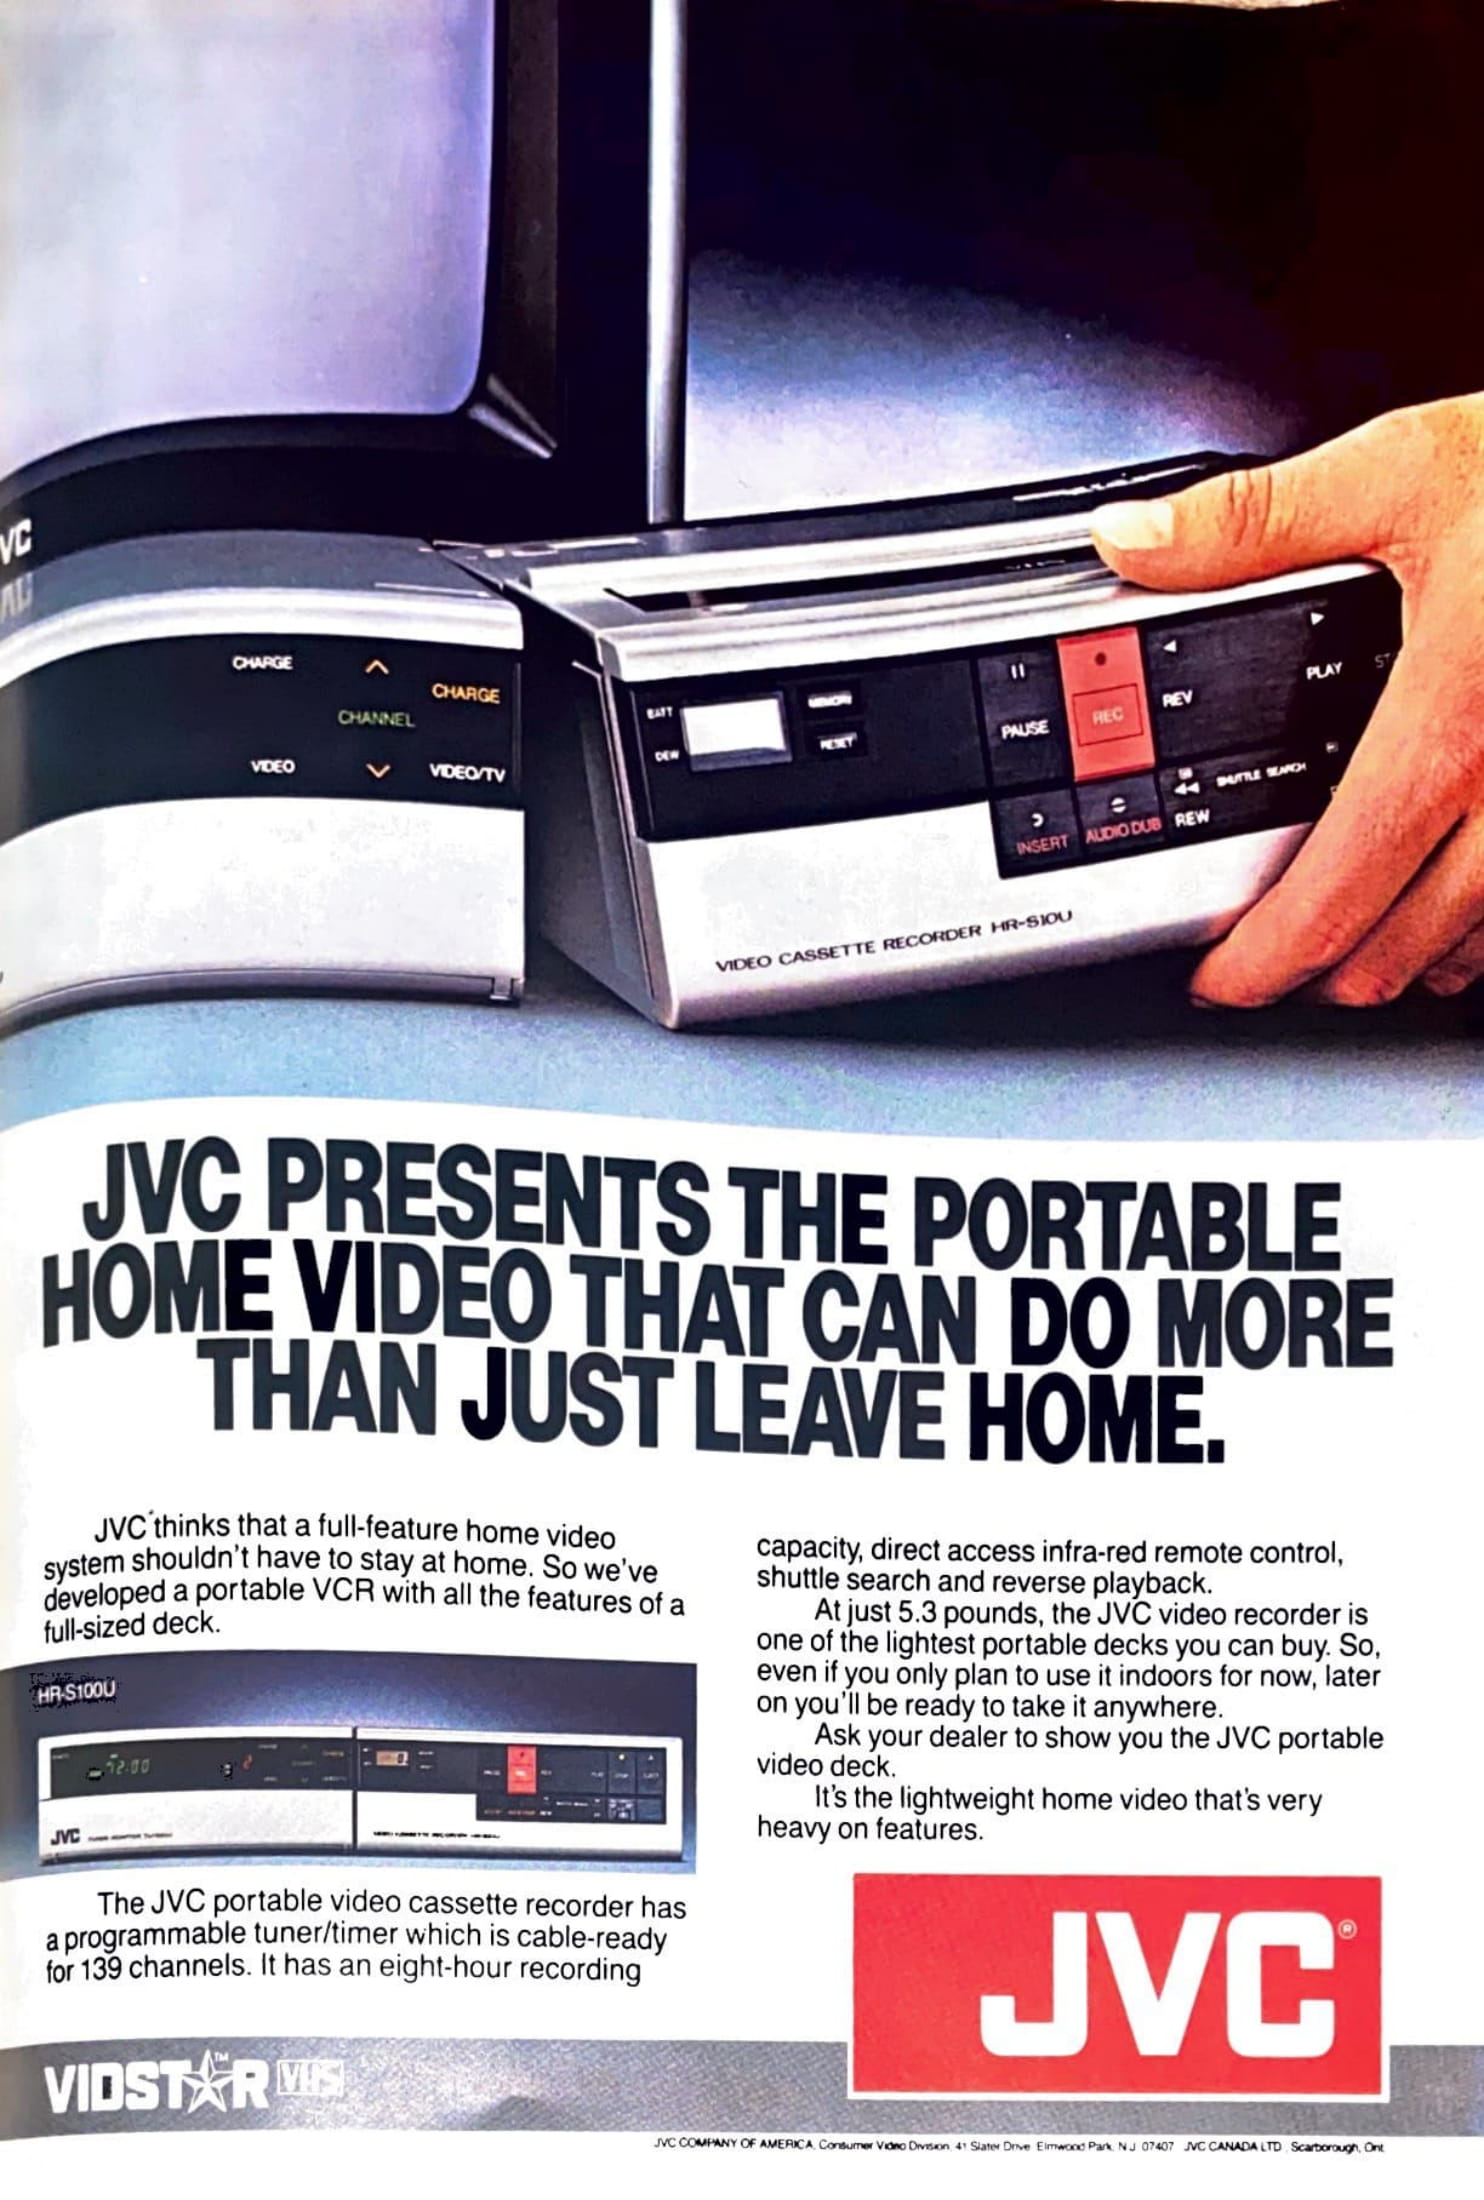 VC
CHARGE
CHARGE
CHANNEL
VIDEO
VIDEO/TV
BATT
DEW
MEMORY
RESET
PAUSE
REC
REV
PLAY
ST
INSERT
AUDIO DUB
REW
SHUTTLE SEARCH
VIDEO CASSETTE RECORDER HR-S10U
JVC PRESENTS THE PORTABLE
HOME VIDEO THAT CAN DO MORE
THAN JUST LEAVE HOME.
JVC thinks that a full-feature home video
system shouldn't have to stay at home. So we've
developed a portable VCR with all the features of a
full-sized deck.
HR-S100U
JVC
The JVC portable video cassette recorder has
a programmable tuner/timer which is cable-ready
for 139 channels. It has an eight-hour recording
capacity, direct access infra-red remote control,
shuttle search and reverse playback.
At just 5.3 pounds, the JVC video recorder is
one of the lightest portable decks you can buy. So,
even if you only plan to use it indoors for now, later
on you'll be ready to take it anywhere.
Ask your dealer to show you the JVC portable
video deck.
It's the lightweight home video that's very
heavy on features.
JVC®
VIDSTAR™ VHS
JVC COMPANY OF AMERICA, Consumer Video Division, 41 Slater Drive, Elmwood Park, N.J. 07407 JVC CANADA LTD., Scarborough, Ont.